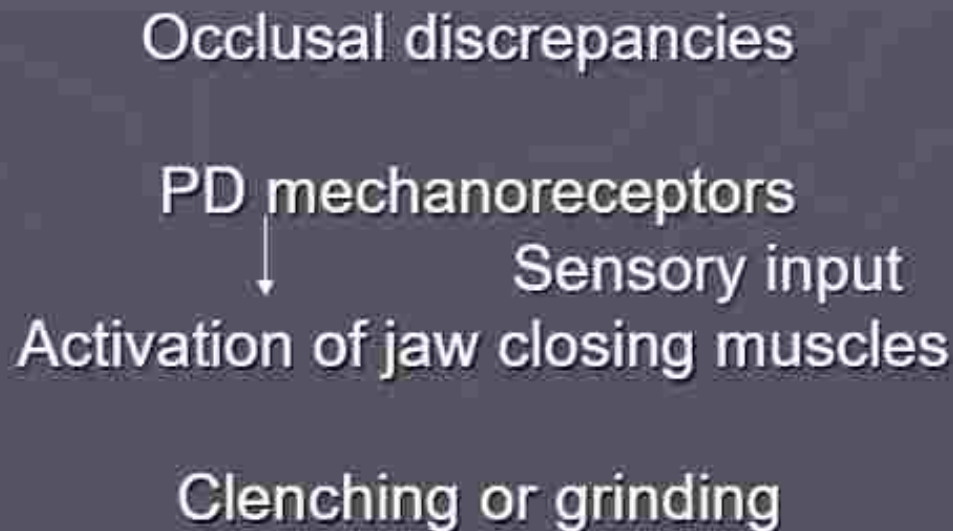 Occlusal discrepancies
PD mechanoreceptors
Sensory input
Activation of jaw closing muscles
Clenching or grinding